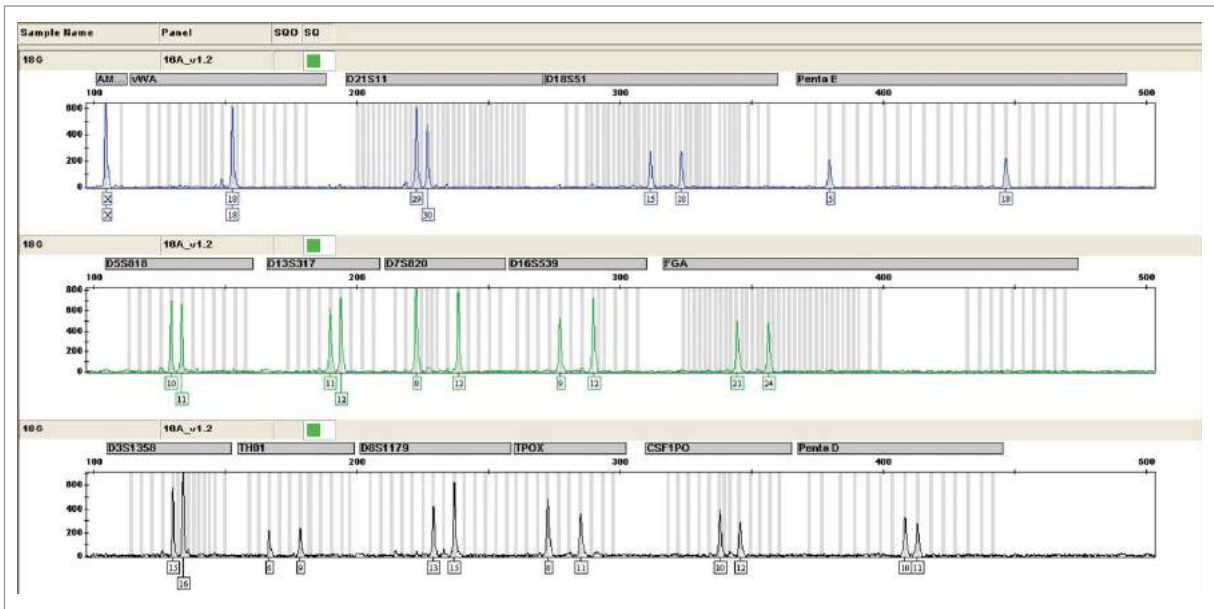 Sample Name Panel SQO SQ
18G 16A_v1.2
AM... vWA D21S11 D18S51 Penta E
100 200 300 400 500
400
200
0
X 18 29 15 18 5 18
X 18 30
18G 16A_v1.2
D5S818 D13S317 D7S820 D16S539 FGA
100 200 300 400 500
800
600
400
200
0
10 11 8 12 9 12 21 24
11 12
18G 16A_v1.2
D3S1358 TH01 D8S1179 TPOX CSF1PO Penta D
100 200 300 400 500
600
400
200
0
15 6 9 13 15 8 11 10 12 10 11
16